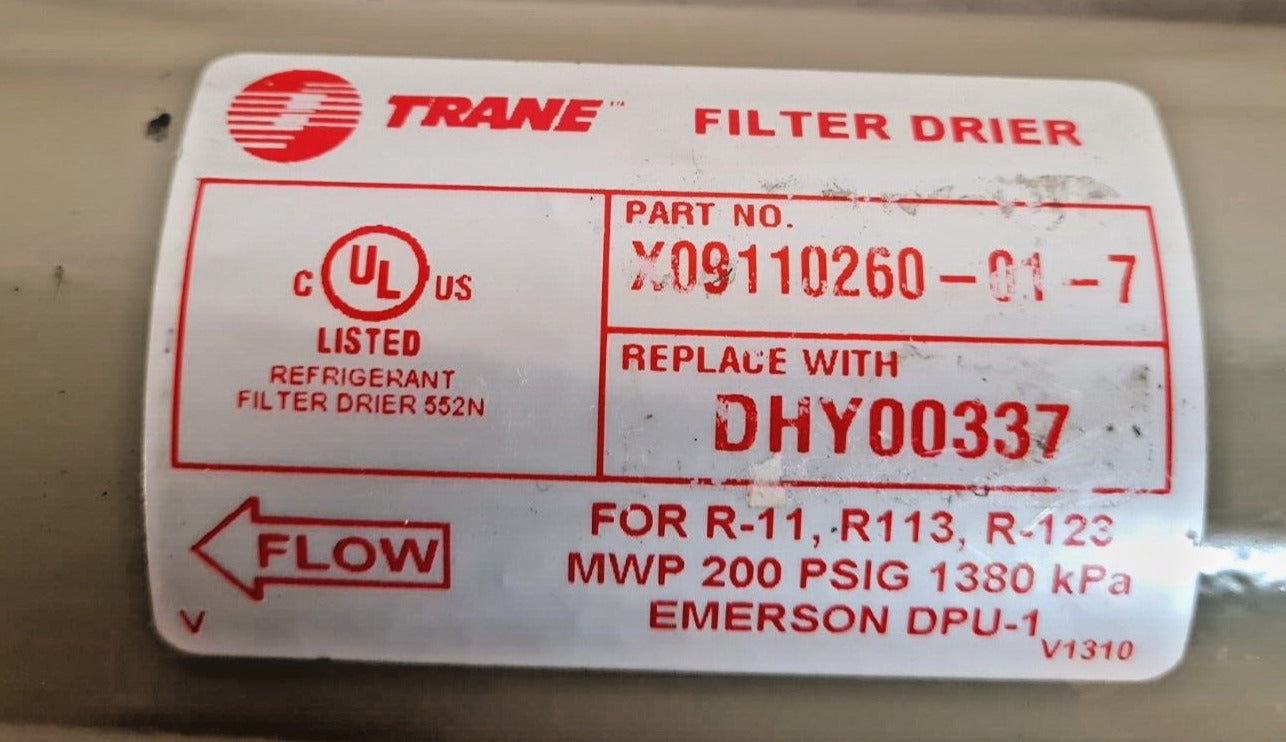 TRANE™ FILTER DRIER
C UL US
LISTED
REFRIGERANT
FILTER DRIER 552N
PART NO.
X09110260-01-7
REPLACE WITH
DHY00337
FLOW
V
FOR R-11, R113, R-123
MWP 200 PSIG 1380 kPa
EMERSON DPU-1
V1310